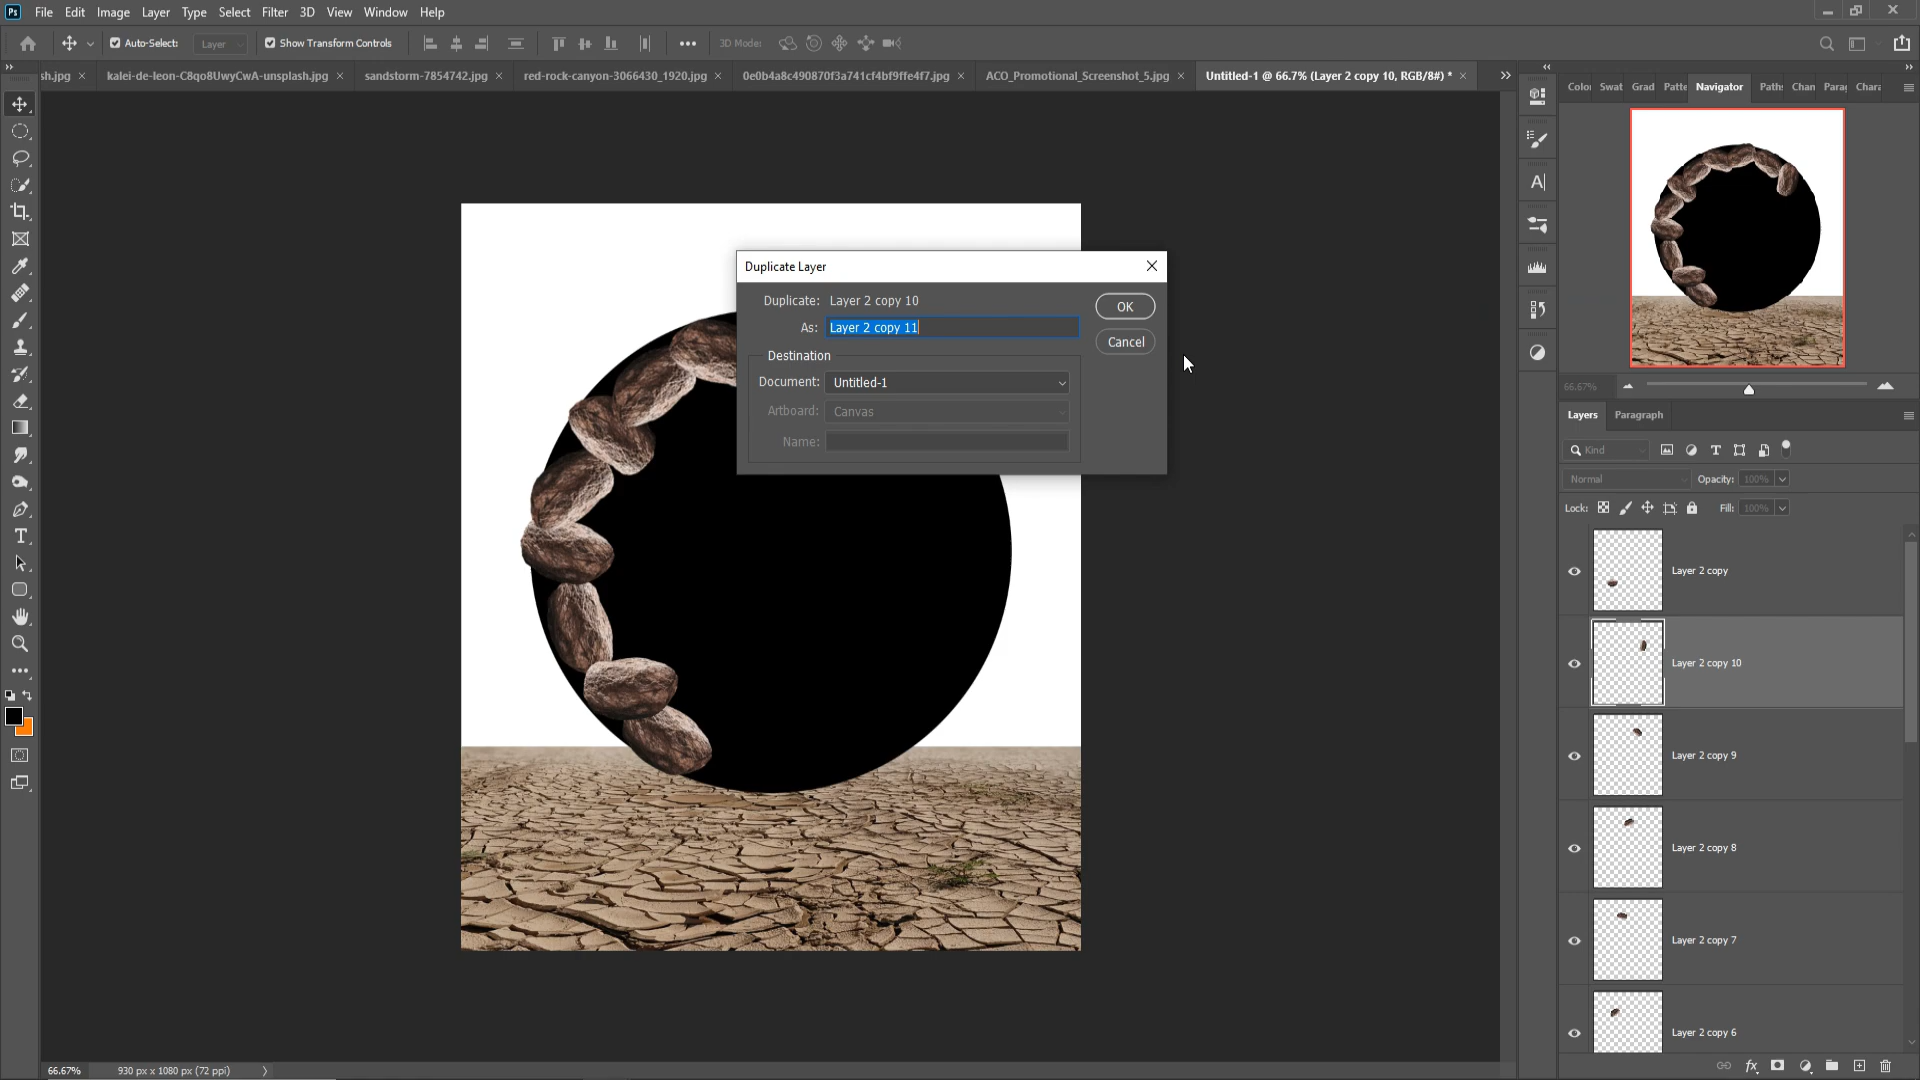 Ps File Edit Image Layer Type Select Filter 3D View Window Help
Auto-Select: Layer Show Transform Controls 3D Mode:
sh.jpg kalei-de-leon-C8qo8UwyCwA-unsplash.jpg sandstorm-7854742.jpg red-rock-canyon-3066430_1920.jpg 0e0b4a8c490870f3a741cf4bf9ffe4f7.jpg ACO_Promotional_Screenshot_5.jpg Untitled-1 @ 66.7% (Layer 2 copy 10, RGB/8#) *
Color Swat Grad Patte Navigator Paths Chan Parag Chara
Duplicate Layer
Duplicate: Layer 2 copy 10
OK
As: Layer 2 copy 11
Cancel
Destination
Document: Untitled-1
Artboard: Canvas
Name:
66.67%
Layers Paragraph
Kind
Normal Opacity: 100%
Lock: Fill: 100%
Layer 2 copy
Layer 2 copy 10
Layer 2 copy 9
Layer 2 copy 8
Layer 2 copy 7
Layer 2 copy 6
66.67% 930 px x 1080 px (72 ppi)